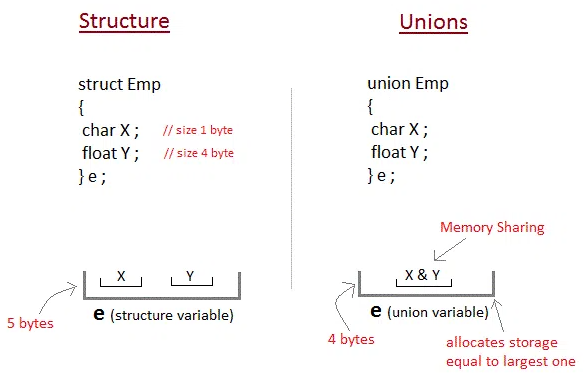 Structure
struct Emp
{
char X ; // size 1 byte
float Y ; // size 4 byte
} e ;
X Y
5 bytes
e (structure variable)
Unions
union Emp
{
char X ;
float Y ;
} e ;
Memory Sharing
X & Y
e (union variable)
4 bytes
allocates storage
equal to largest one